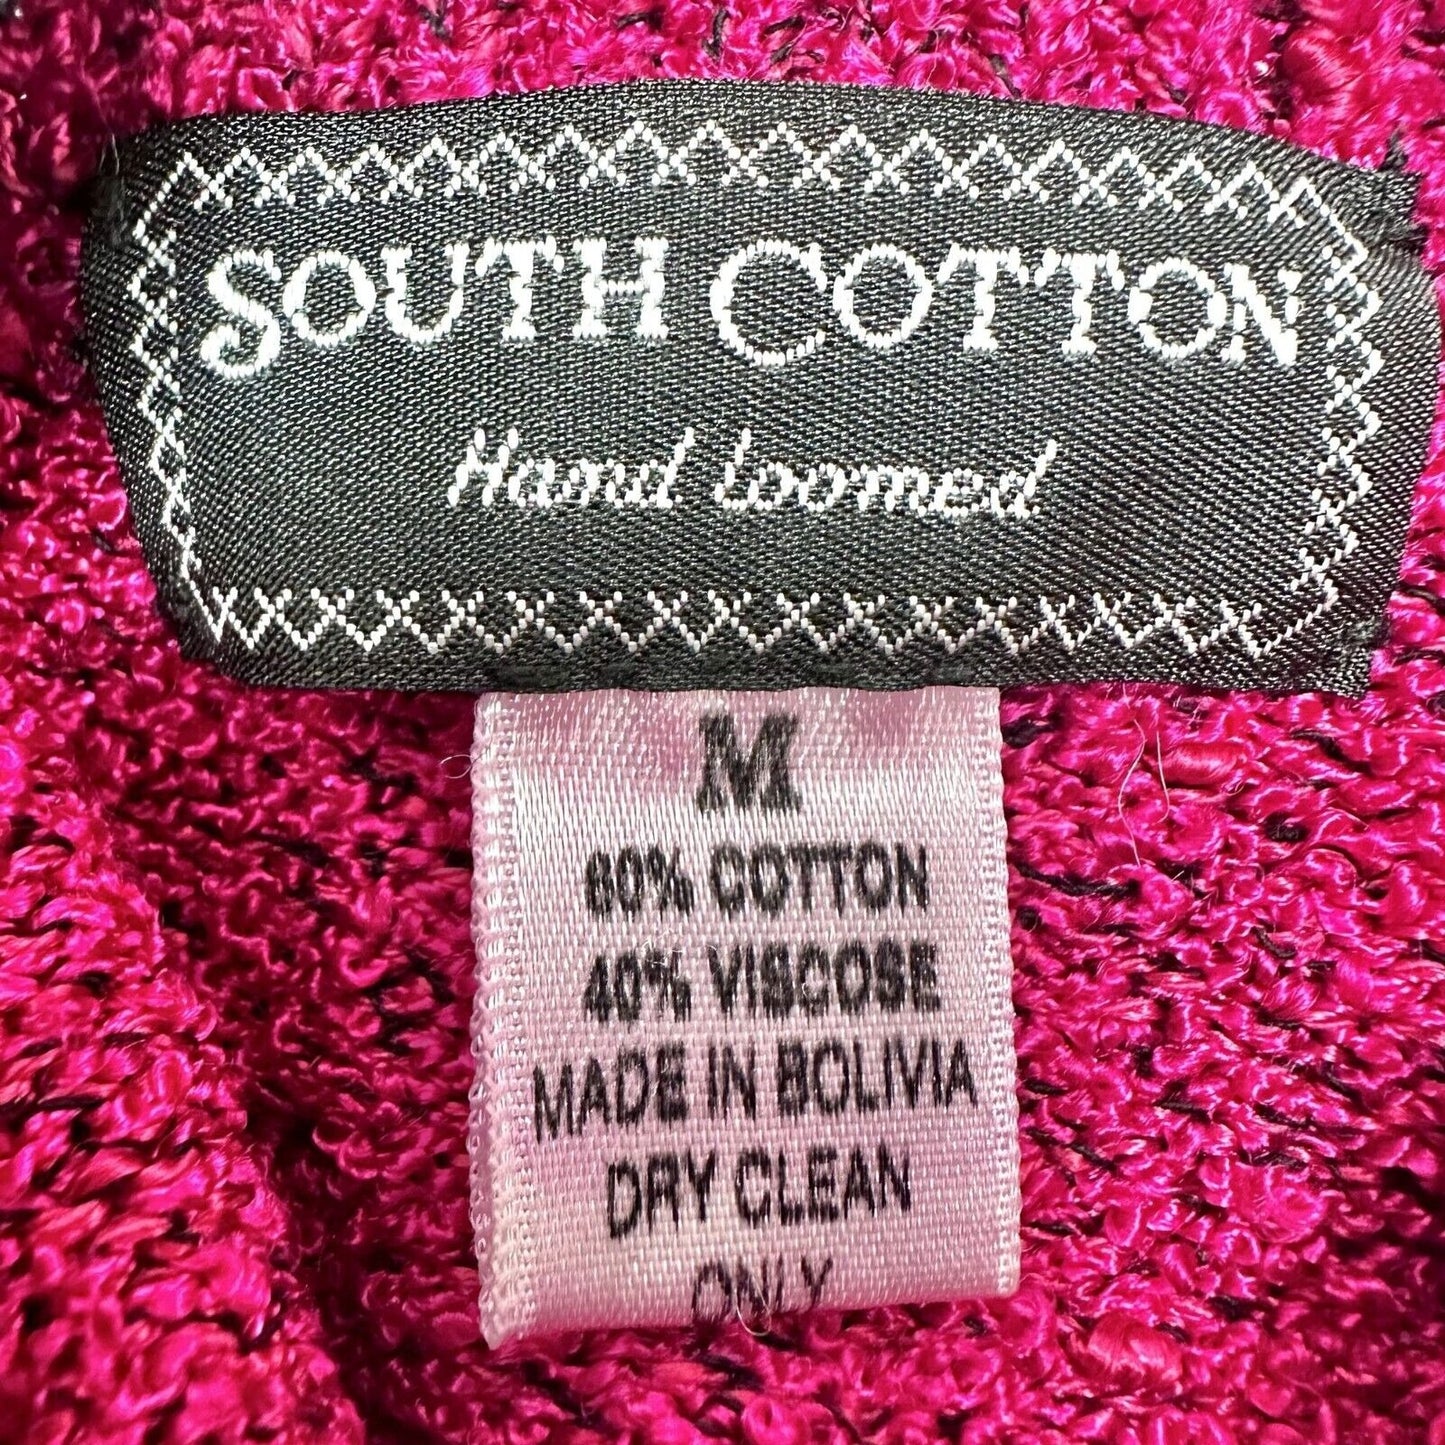 SOUTH COTTON
Hand Loomed
M
60% COTTON
40% VISCOSE
MADE IN BOLIVIA
DRY CLEAN
ONLY